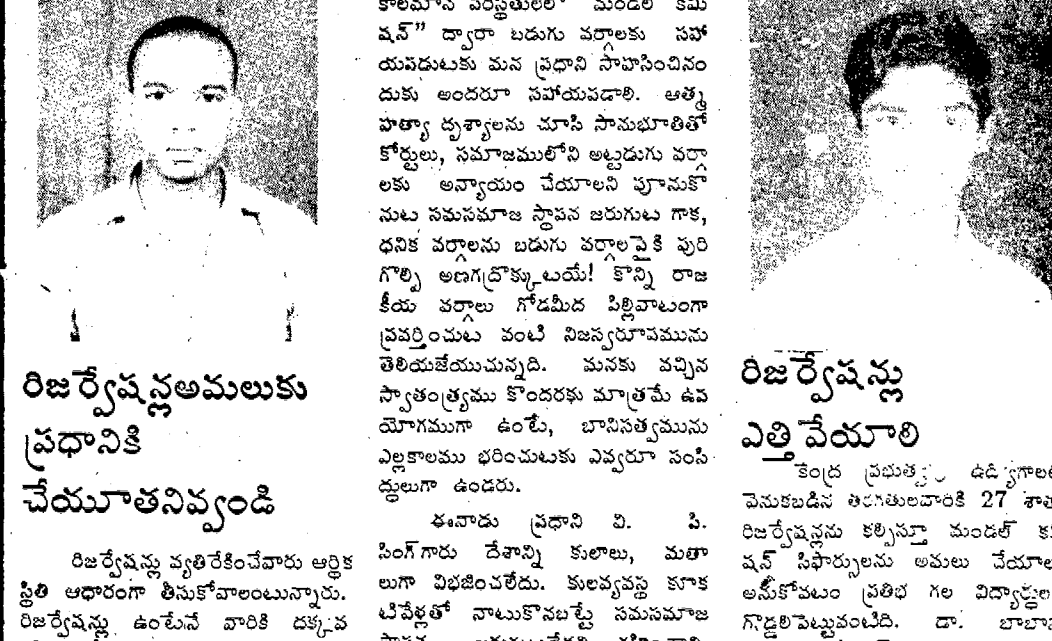 రిజర్వేషన్లఅమలుకు
ప్రధానికి
చేయూతనివ్వండి
రిజర్వేషన్లు వ్యతిరేకించేవారు ఆర్థిక
స్థితి ఆధారంగా తీసుకోవాలంటున్నారు.
రిజర్వేషన్లు ఉంటేనే వారికి దక్కవ
కాలమాన పరిస్థితులలో "మండల్ కమీ
షన్" ద్వారా బడుగు వర్గాలకు సహా
యపడుటకు మన ప్రధాని సాహసించినం
దుకు అందరూ సహాయపడాలి. ఆత్మ
హత్యా దృశ్యాలను చూసి సానుభూతితో
కోర్టులు, సమాజములోని అట్టడుగు వర్గా
లకు అన్యాయం చేయాలని పూనుకొ
నుట సమసమాజ స్థాపన జరుగుట గాక,
ధనిక వర్గాలను బడుగు వర్గాలపైకి పురి
గొల్పి అణగద్రొక్కుటయే! కొన్ని రాజ
కీయ వర్గాలు గోడమీద పిల్లివాటంగా
ప్రవర్తించుట వంటి నిజస్వరూపమును
తెలియజేయుచున్నది. మనకు వచ్చిన
స్వాతంత్ర్యము కొందరకు మాత్రమే ఉప
యోగముగా ఉంటే, బానిసత్వమును
ఎల్లకాలము భరించుటకు ఎవ్వరూ సంసి
ద్ధులుగా ఉండరు.
ఈనాడు ప్రధాని వి. పి.
సింగ్‌గారు దేశాన్ని కులాలు, మతా
లుగా విభజించలేదు. కులవ్యవస్థ కూక
టివేళ్లతో నాటుకొనబట్టే సమసమాజ
రిజర్వేషన్లు
ఎత్తివేయాలి
కేంద్ర ప్రభుత్వ ఉద్యోగాల
వెనుకబడిన తరగతులవారికి 27 శాత
రిజర్వేషన్లను కల్పిస్తూ మండల్ క
షన్ సిఫార్సులను అమలు చేయాల
అనుకోవటం ప్రతిభ గల విద్యార్థుల
గొడ్డలిపెట్టువంటిది. డా. బాబా